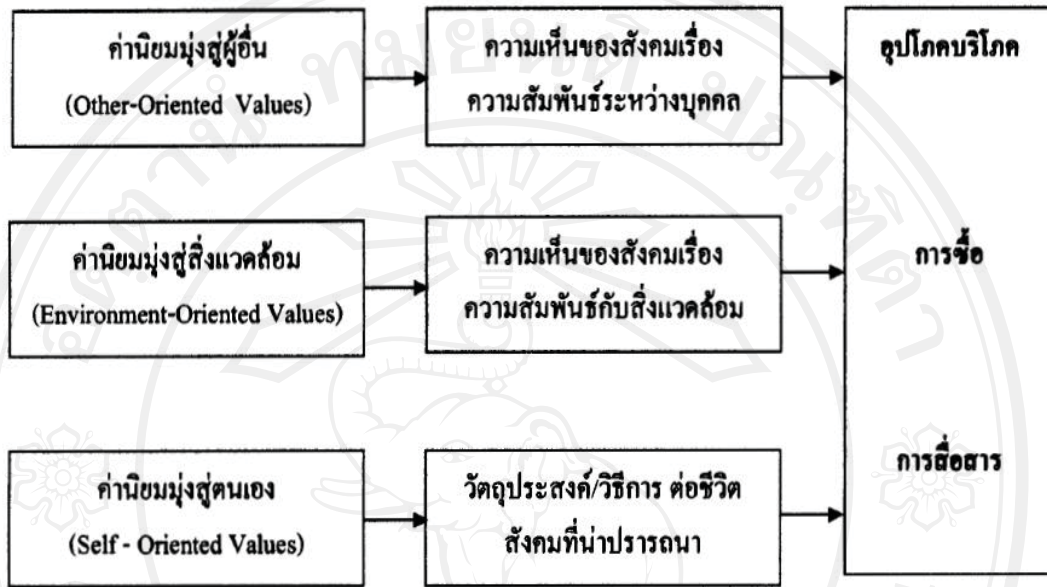 ค่านิยมมุ่งสู่ผู้อื่น
(Other-Oriented Values)
ความเห็นของสังคมเรื่อง
ความสัมพันธ์ระหว่างบุคคล
อุปโภคบริโภค
ค่านิยมมุ่งสู่สิ่งแวดล้อม
(Environment-Oriented Values)
ความเห็นของสังคมเรื่อง
ความสัมพันธ์กับสิ่งแวดล้อม
การซื้อ
ค่านิยมมุ่งสู่ตนเอง
(Self - Oriented Values)
วัตถุประสงค์/วิธีการ ต่อชีวิต
สังคมที่น่าปรารถนา
การสื่อสาร